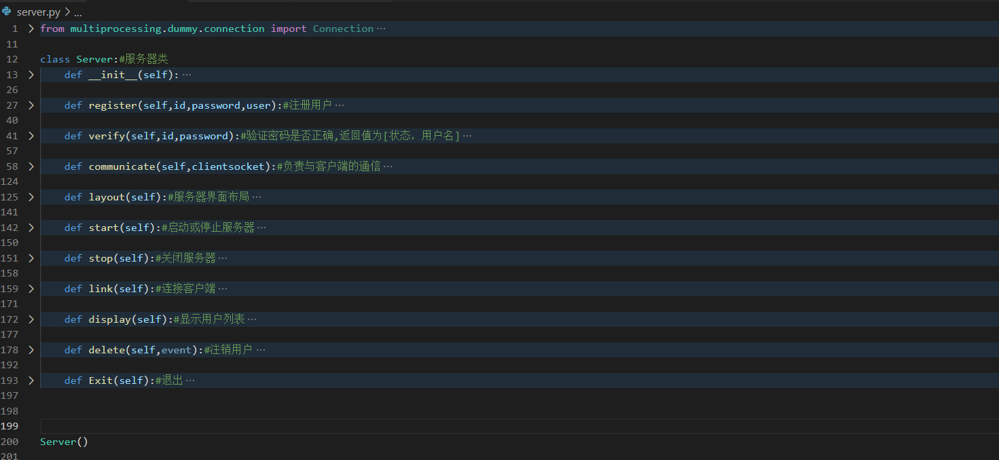 server.py > ...
1 > from multiprocessing.dummy.connection import Connection···
11
12 class Server:#服务器类
13 > def __init__(self):···
26
27 > def register(self,id,password,user):#注册用户···
40
41 > def verify(self,id,password):#验证密码是否正确,返回值为[状态，用户名]···
57
58 > def communicate(self,clientsocket):#负责与客户端的通信···
124
125 > def layout(self):#服务器界面布局···
141
142 > def start(self):#启动或停止服务器···
150
151 > def stop(self):#关闭服务器···
158
159 > def link(self):#连接客户端···
171
172 > def display(self):#显示用户列表···
177
178 > def delete(self,event):#注销用户···
192
193 > def Exit(self):#退出···
197
198
199
200 Server()
201